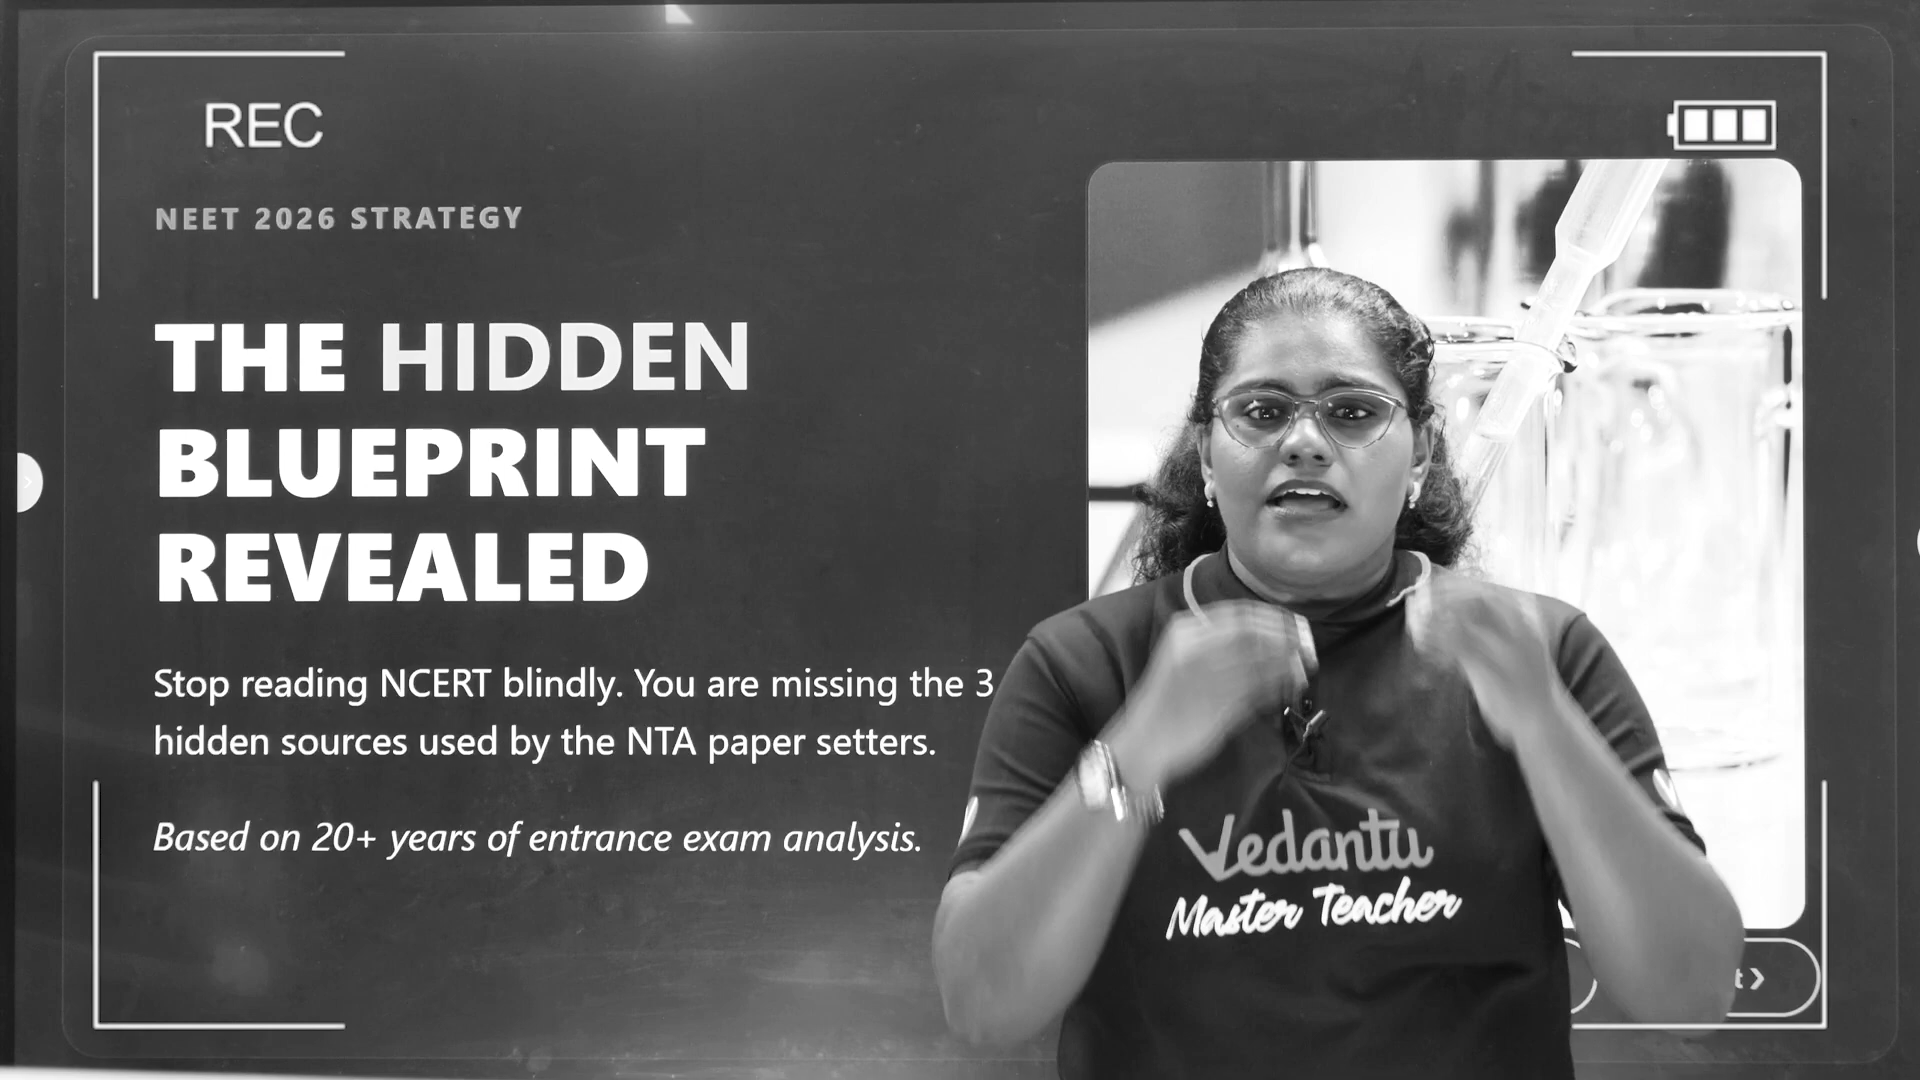 REC
NEET 2026 STRATEGY
THE HIDDEN
BLUEPRINT
REVEALED
Stop reading NCERT blindly. You are missing the 3
hidden sources used by the NTA paper setters.
Based on 20+ years of entrance exam analysis.
Vedantu
Master Teacher